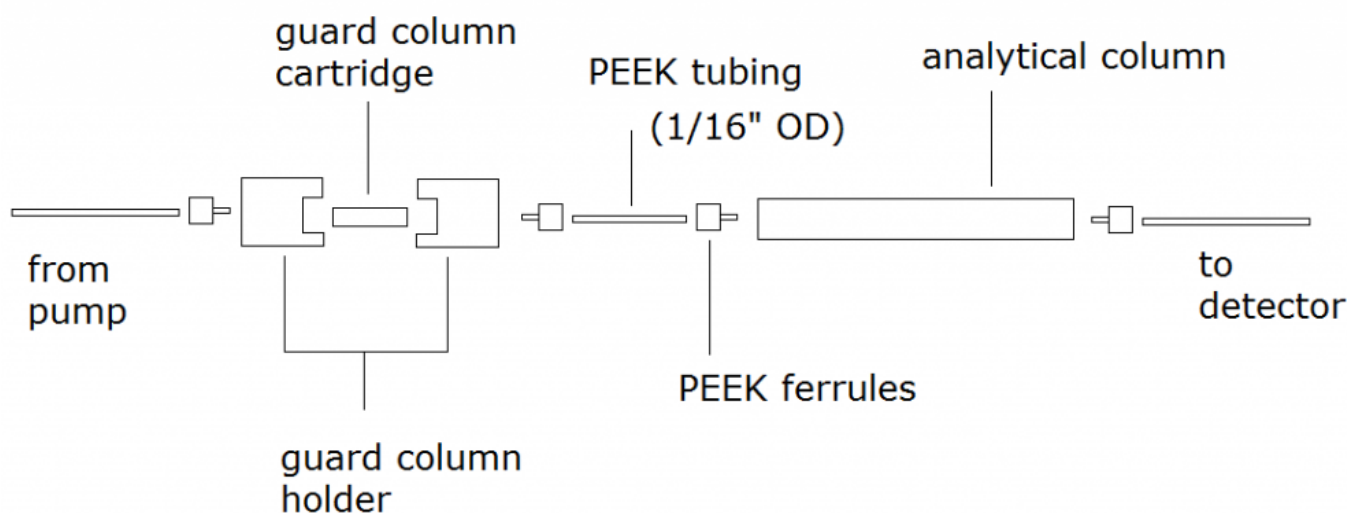 guard column
cartridge
PEEK tubing
(1/16" OD)
analytical column
from
pump
to
detector
PEEK ferrules
guard column
holder